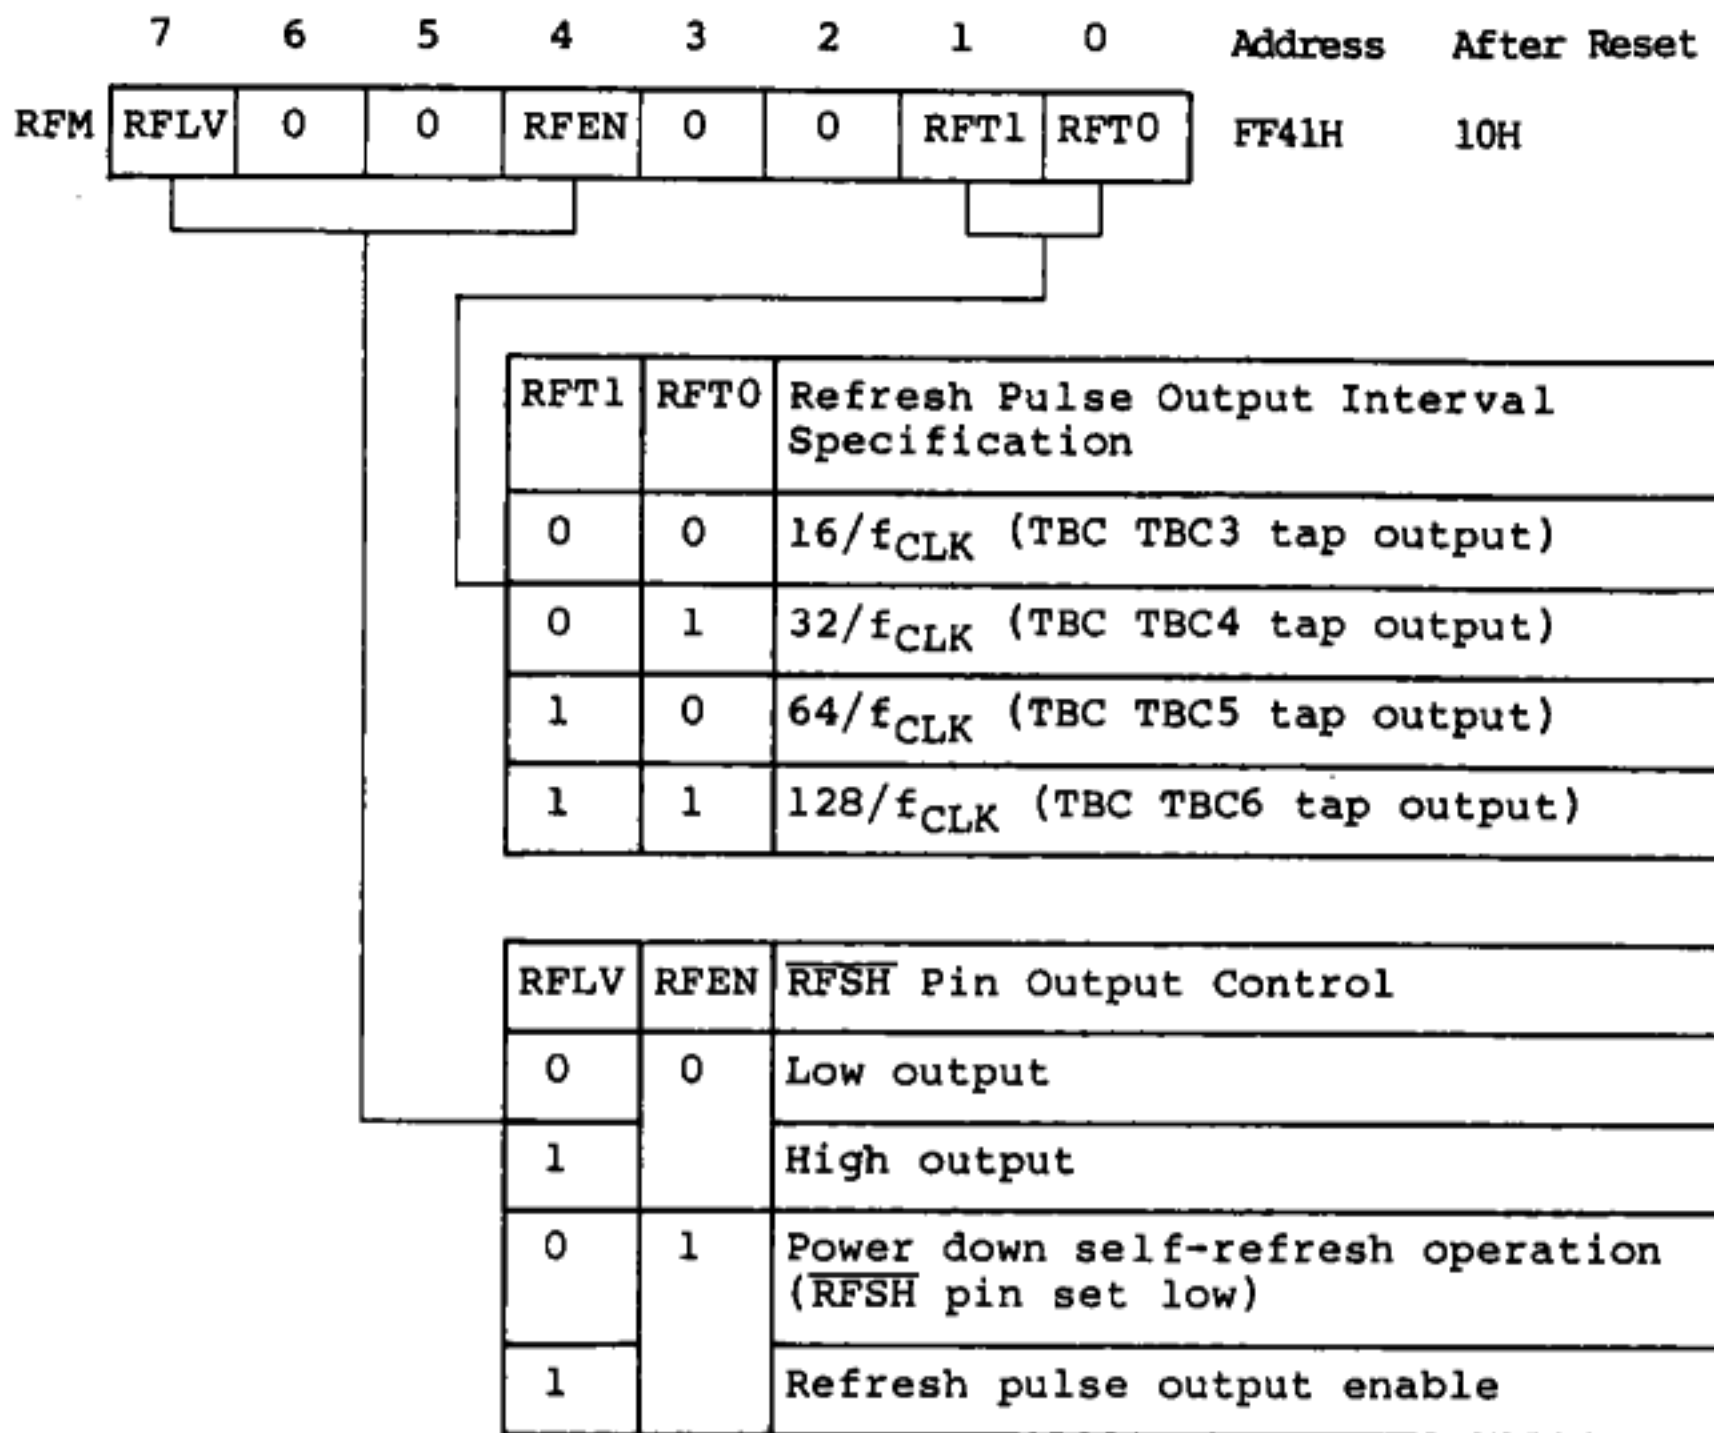 7 6 5 4 3 2 1 0 Address After Reset
RFM RFLV 0 0 RFEN 0 0 RFT1 RFT0 FF41H 10H
RFT1 RFT0 Refresh Pulse Output Interval
Specification
0 0 16/fCLK (TBC TBC3 tap output)
0 1 32/fCLK (TBC TBC4 tap output)
1 0 64/fCLK (TBC TBC5 tap output)
1 1 128/fCLK (TBC TBC6 tap output)
RFLV RFEN R̅F̅S̅H̅ Pin Output Control
0 0 Low output
1 High output
0 1 Power down self-refresh operation
(R̅F̅S̅H̅ pin set low)
1 Refresh pulse output enable